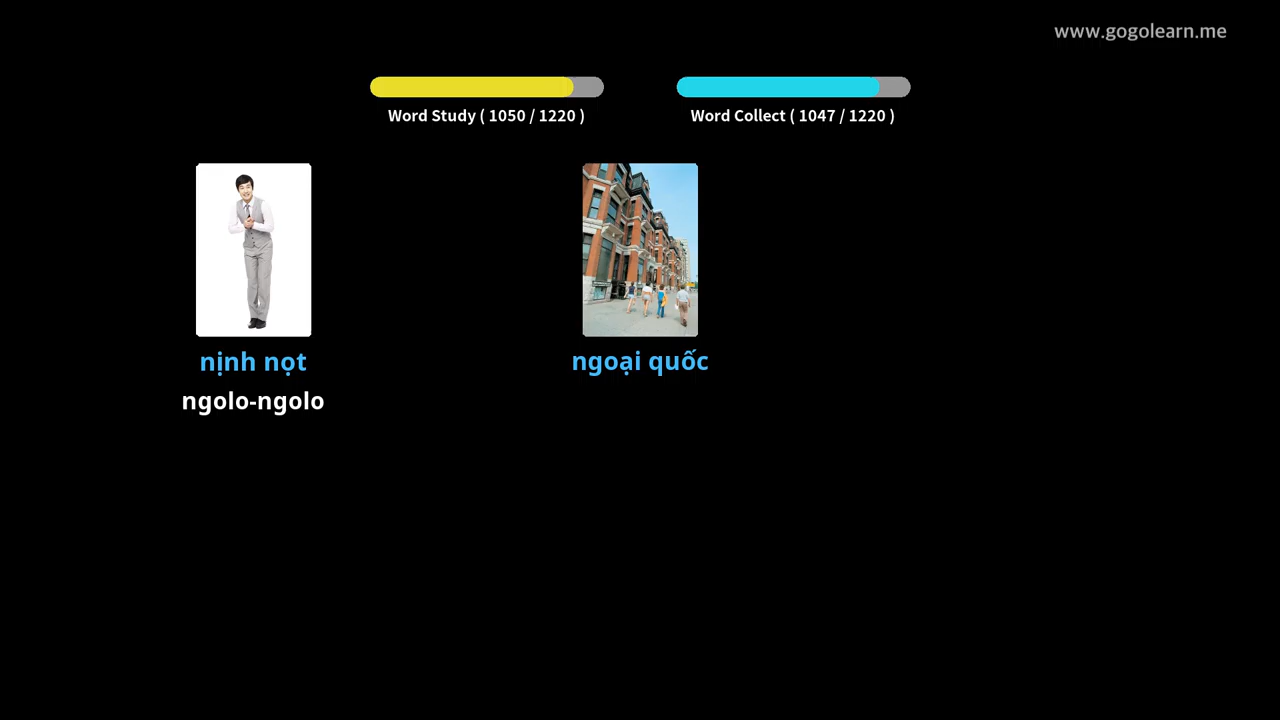 www.gogolearn.me
Word Study ( 1050 / 1220 )
Word Collect ( 1047 / 1220 )
nịnh nọt
ngolo-ngolo
ngoại quốc